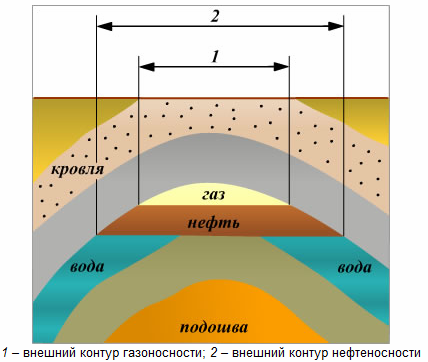 2
1
кровля
газ
нефть
вода
вода
подошва
1 – внешний контур газоносности; 2 – внешний контур нефтеносности